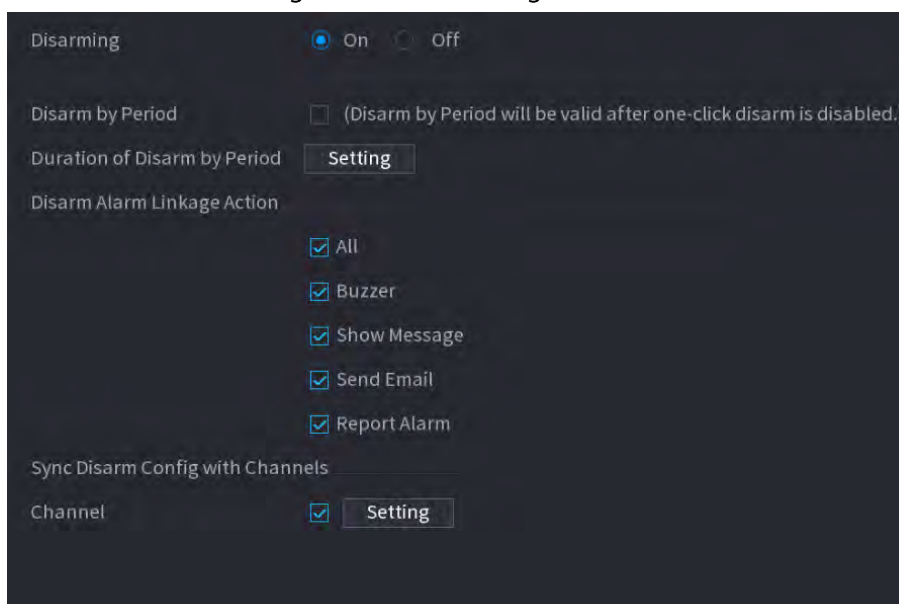 Disarming On Off
Disarm by Period (Disarm by Period will be valid after one-click disarm is disabled.
Duration of Disarm by Period Setting
Disarm Alarm Linkage Action
All
Buzzer
Show Message
Send Email
Report Alarm
Sync Disarm Config with Channels
Channel Setting